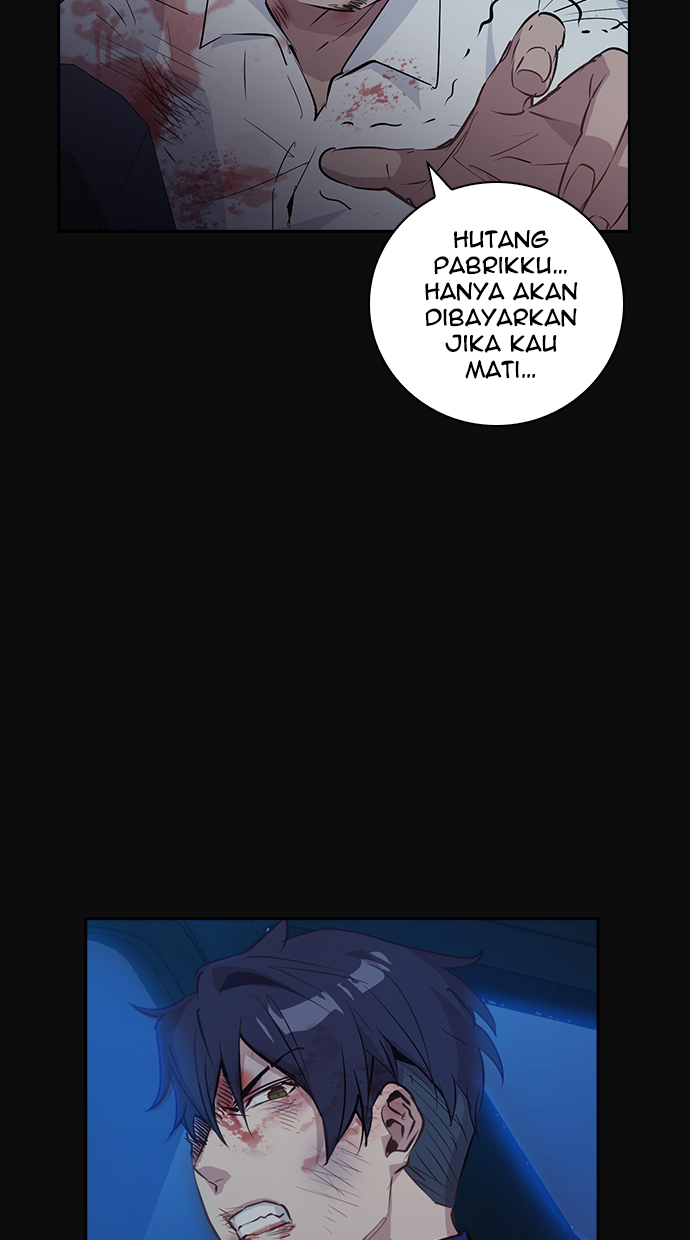 HUTANG
PABRIKKU...
HANYA AKAN
DIBAYARKAN
JIKA KAU
MATI...